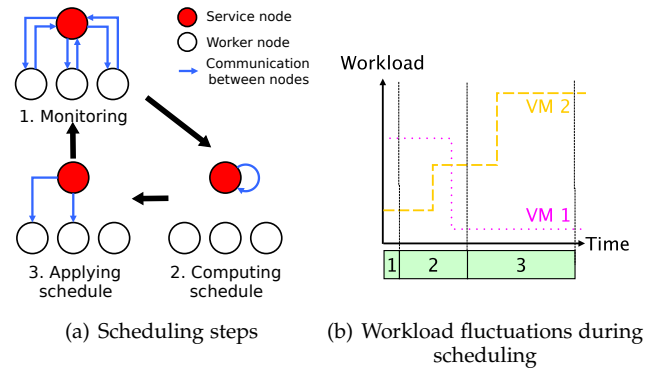 Service node
Worker node
Communication
between nodes
1. Monitoring
3. Applying
schedule
2. Computing
schedule
(a) Scheduling steps
Workload
VM 2
VM 1
Time
1 2 3
(b) Workload fluctuations during
scheduling